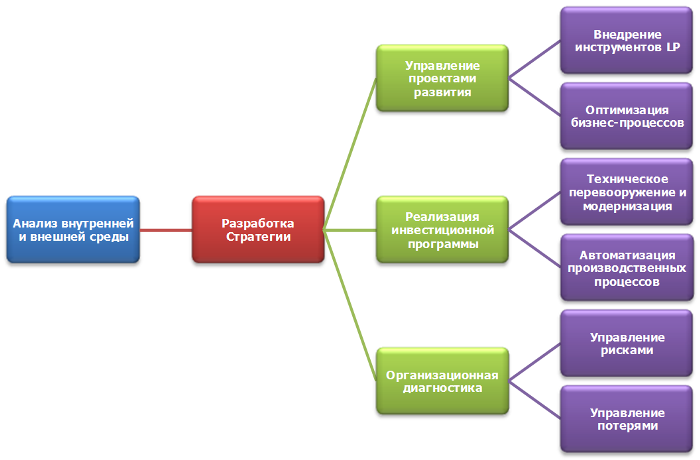 Анализ внутренней
и внешней среды
Разработка
Стратегии
Управление
проектами
развития
Реализация
инвестиционной
программы
Организационная
диагностика
Внедрение
инструментов LP
Оптимизация
бизнес-процессов
Техническое
перевооружение и
модернизация
Автоматизация
производственных
процессов
Управление
рисками
Управление
потерями